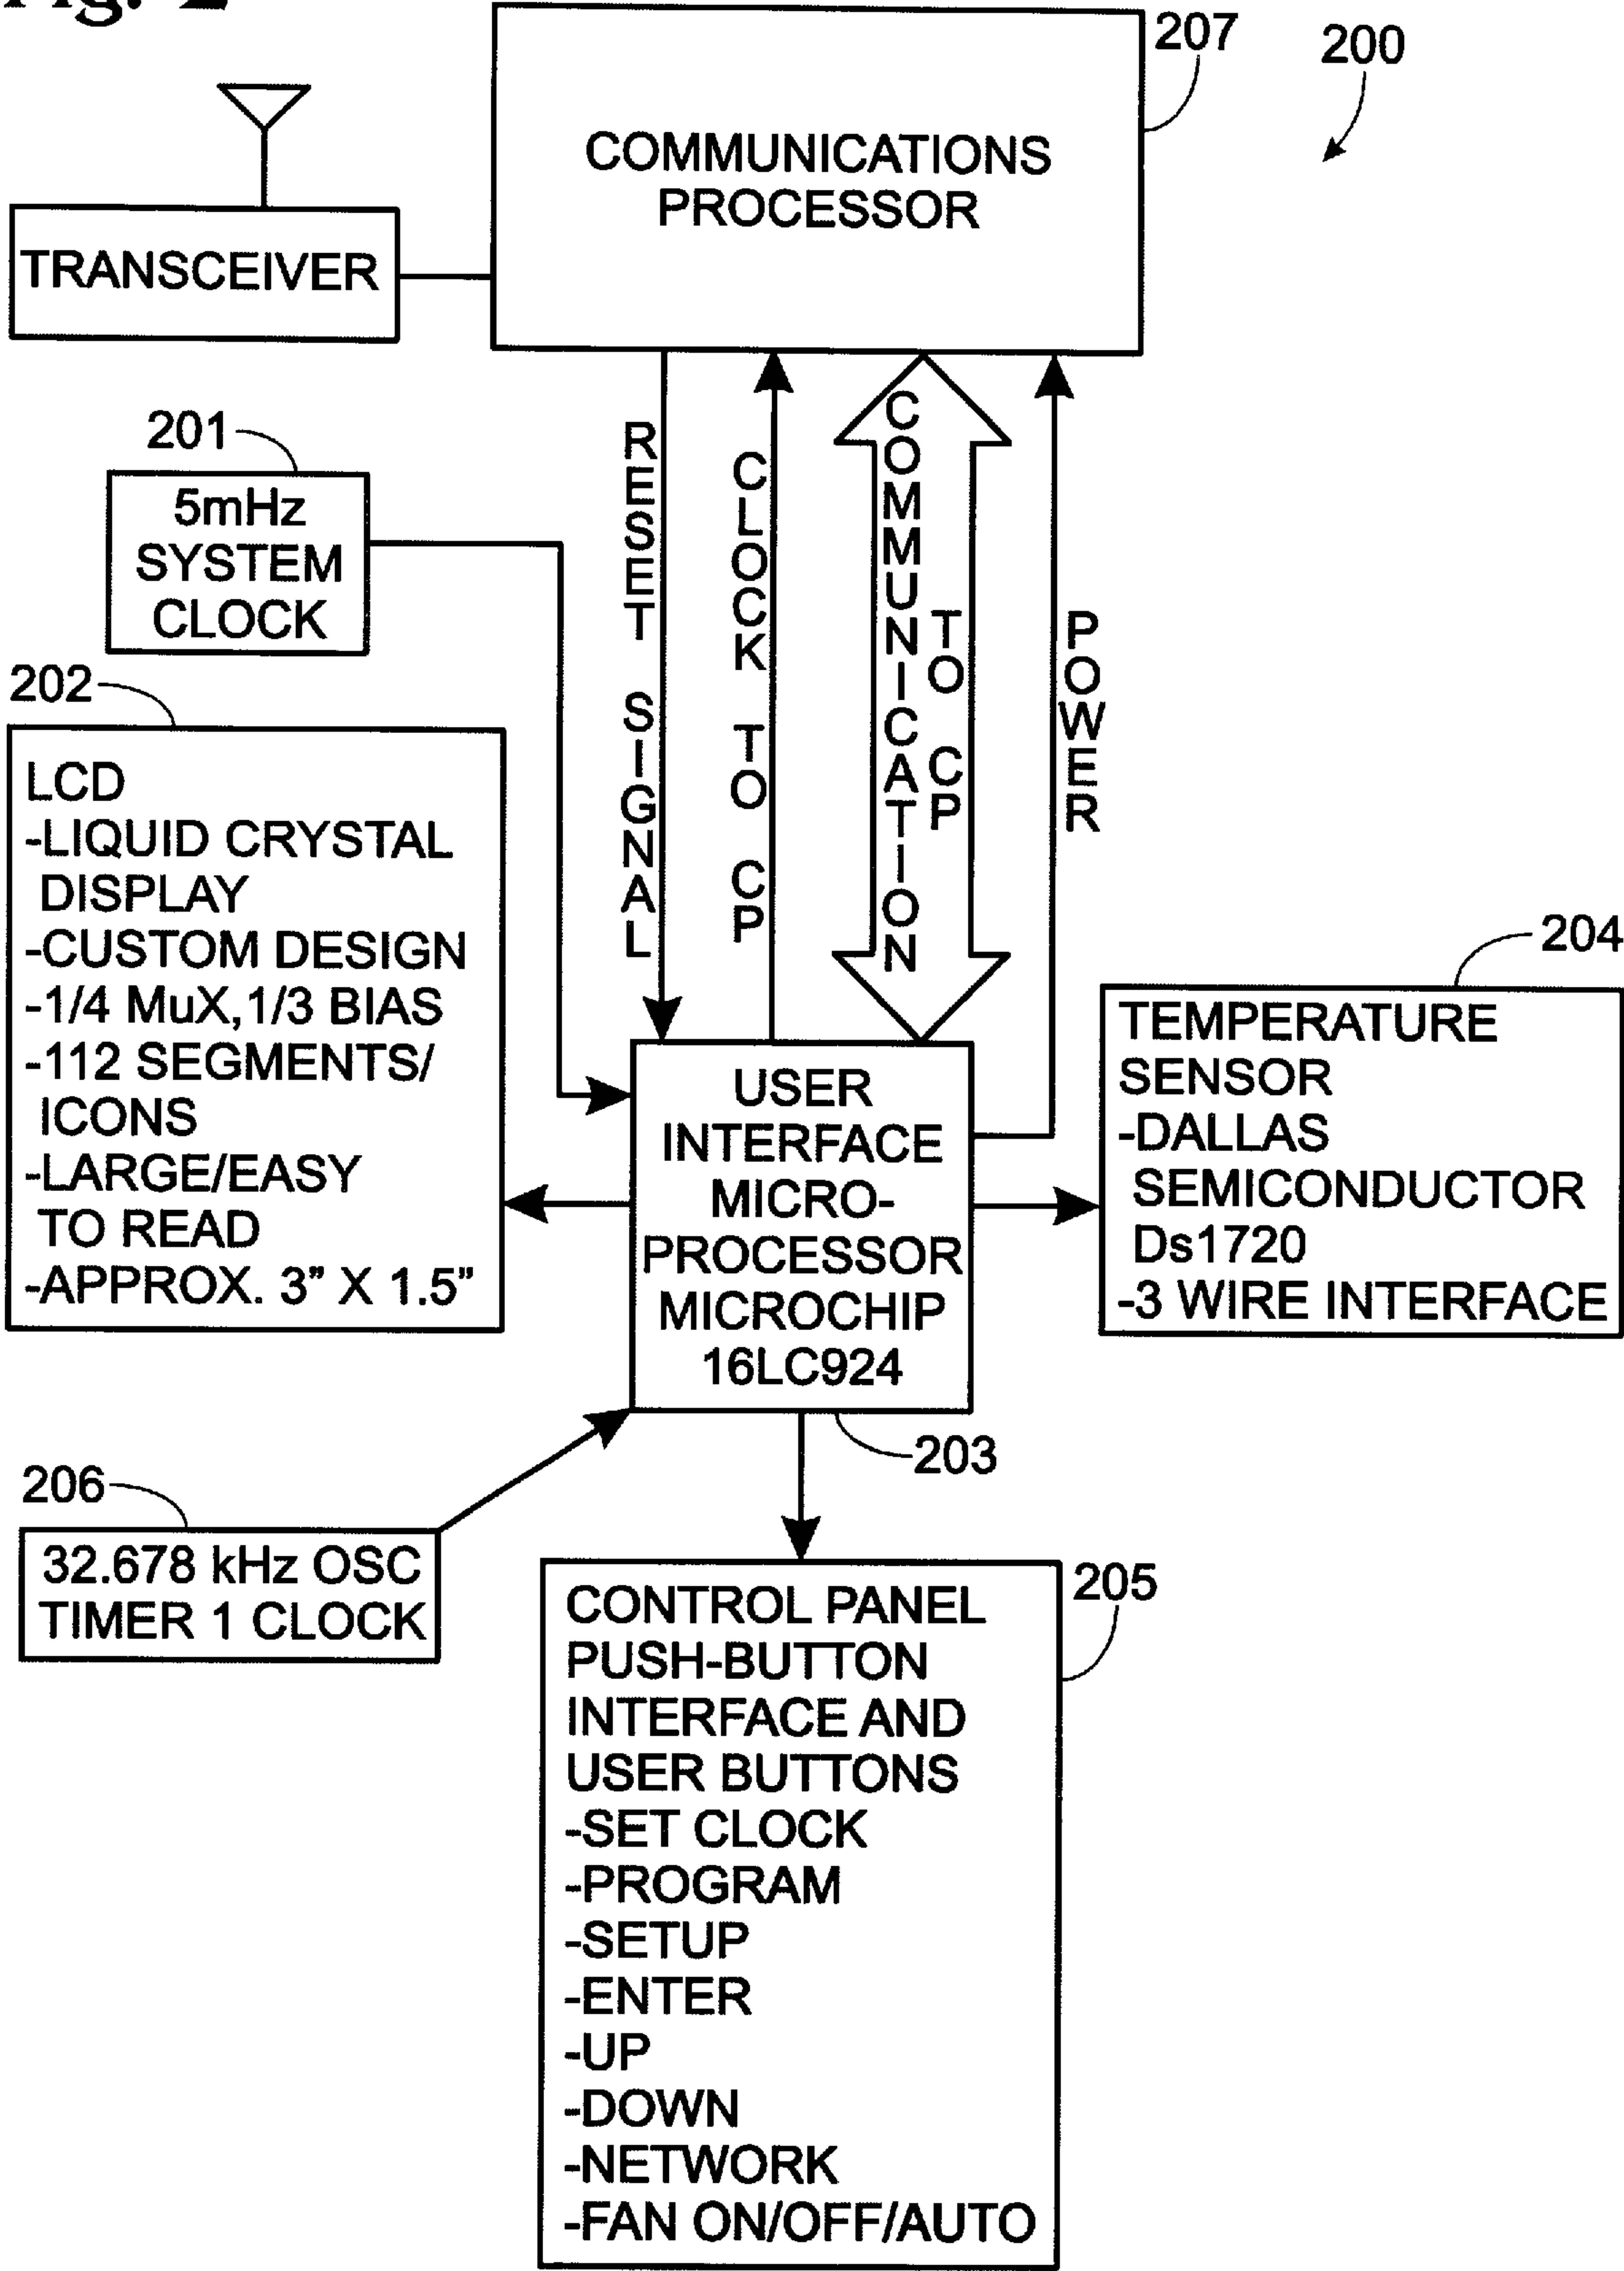 Fig. 2
207
200
COMMUNICATIONS
PROCESSOR
TRANSCEIVER
201
5mHz
SYSTEM
CLOCK
RESET SIGNAL
CLOCK TO CP
COMMUNICATION
TO CP
POWER
202
LCD
-LIQUID CRYSTAL
DISPLAY
-CUSTOM DESIGN
-1/4 MuX,1/3 BIAS
-112 SEGMENTS/
ICONS
-LARGE/EASY
TO READ
-APPROX. 3” X 1.5”
204
TEMPERATURE
SENSOR
-DALLAS
SEMICONDUCTOR
Ds1720
-3 WIRE INTERFACE
USER
INTERFACE
MICRO-
PROCESSOR
MICROCHIP
16LC924
203
206
32.678 kHz OSC
TIMER 1 CLOCK
205
CONTROL PANEL
PUSH-BUTTON
INTERFACE AND
USER BUTTONS
-SET CLOCK
-PROGRAM
-SETUP
-ENTER
-UP
-DOWN
-NETWORK
-FAN ON/OFF/AUTO